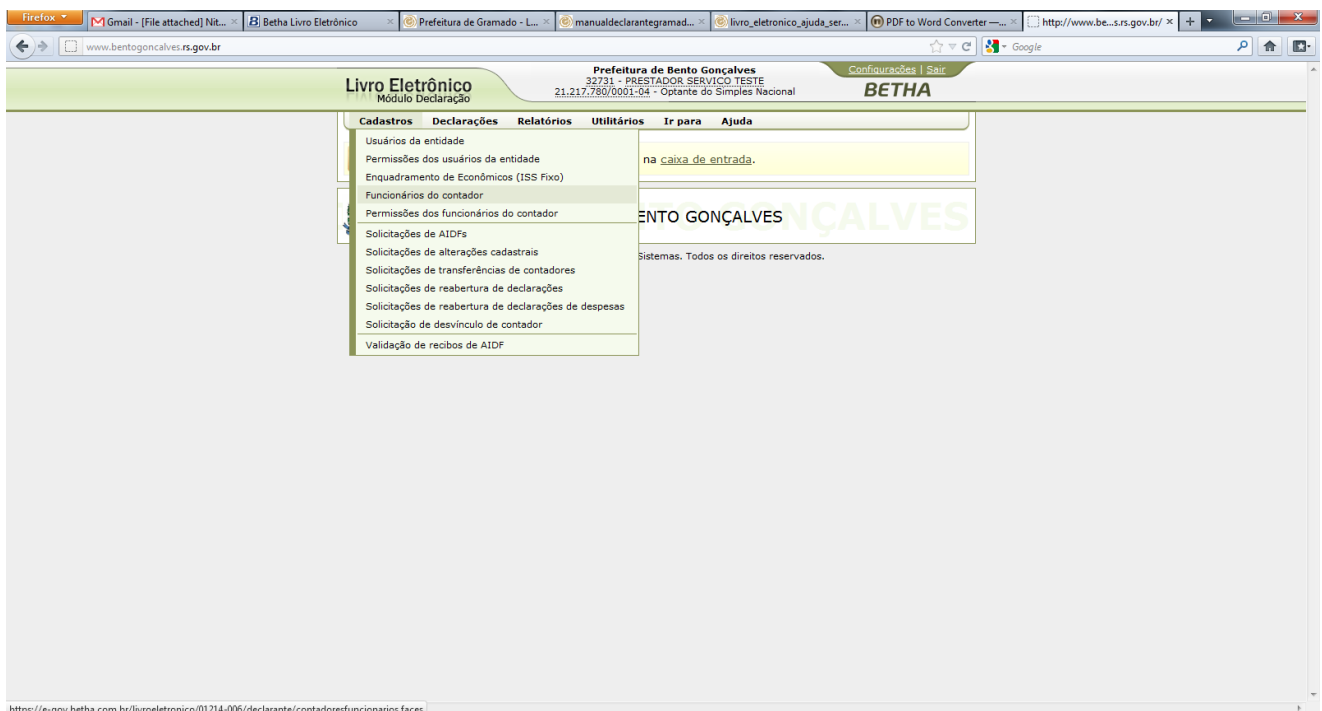 Firefox
Gmail - [File attached] Nit...
Betha Livro Eletrônico
Prefeitura de Gramado - L...
manualdeclarantegramad...
livro_eletronico_ajuda_ser...
PDF to Word Converter —...
http://www.be...s.rs.gov.br/
www.bentogoncalves.rs.gov.br
Google
Livro Eletrônico
Módulo Declaração
Prefeitura de Bento Gonçalves
32731 - PRESTADOR SERVICO TESTE
21.217.780/0001-04 - Optante do Simples Nacional
Configurações | Sair
BETHA
Cadastros Declarações Relatórios Utilitários Ir para Ajuda
Usuários da entidade
Permissões dos usuários da entidade
na caixa de entrada.
Enquadramento de Econômicos (ISS Fixo)
Funcionários do contador
Permissões dos funcionários do contador
ENTO GONÇALVES
NTO GONÇALVES
Solicitações de AIDFs
Solicitações de alterações cadastrais
Sistemas. Todos os direitos reservados.
Solicitações de transferências de contadores
Solicitações de reabertura de declarações
Solicitações de reabertura de declarações de despesas
Solicitação de desvínculo de contador
Validação de recibos de AIDF
https://e-gov.betha.com.br/livroeletronico/01214-006/declarante/contadoresfuncionarios.faces